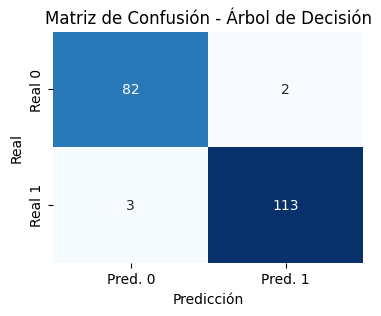 Matriz de Confusión - Árbol de Decisión
Real
Real 0
82
2
Real 1
3
113
Pred. 0
Pred. 1
Predicción